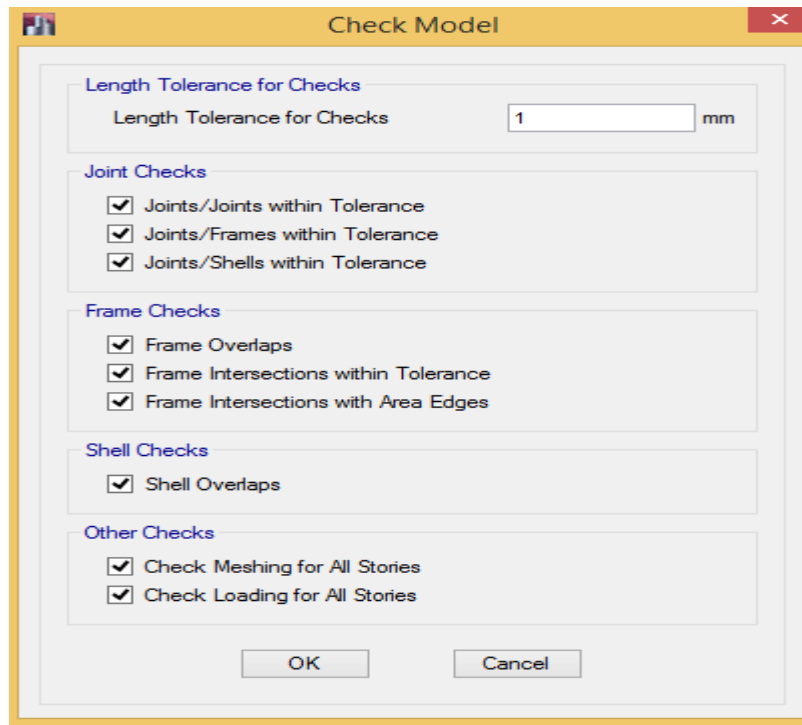 Check Model
Length Tolerance for Checks
Length Tolerance for Checks 1 mm
Joint Checks
Joints/Joints within Tolerance
Joints/Frames within Tolerance
Joints/Shells within Tolerance
Frame Checks
Frame Overlaps
Frame Intersections within Tolerance
Frame Intersections with Area Edges
Shell Checks
Shell Overlaps
Other Checks
Check Meshing for All Stories
Check Loading for All Stories
OK Cancel